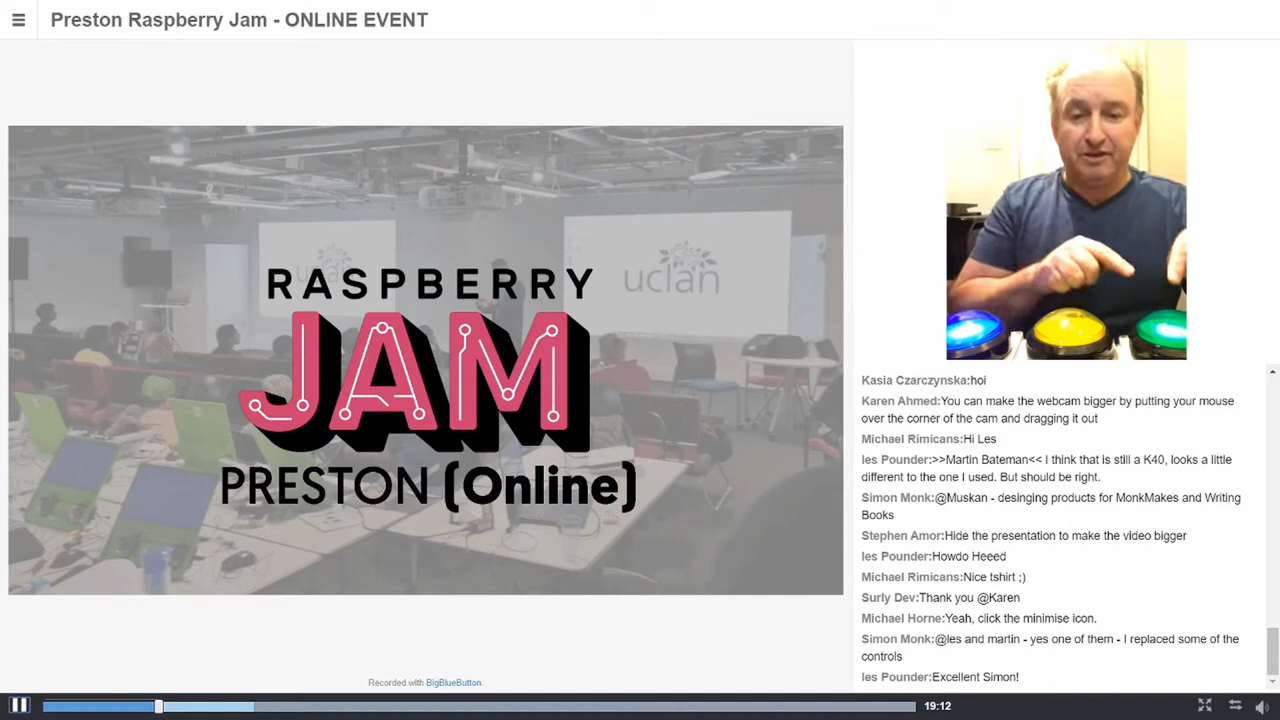 Preston Raspberry Jam - ONLINE EVENT
uclan
uclan
RASPBERRY
JAM
PRESTON (Online)
Recorded with BigBlueButton.
Kasia Czarczynska:hoi
Karen Ahmed:You can make the webcam bigger by putting your mouse
over the corner of the cam and dragging it out
Michael Rimicans:Hi Les
les Pounder:>>Martin Bateman<< I think that is still a K40, looks a little
different to the one I used. But should be right.
Simon Monk:@Muskan - desinging products for MonkMakes and Writing
Books
Stephen Amor:Hide the presentation to make the video bigger
les Pounder:Howdo Heeed
Michael Rimicans:Nice tshirt ;)
Surly Dev:Thank you @Karen
Michael Horne:Yeah, click the minimise icon.
Simon Monk:@les and martin - yes one of them - I replaced some of the
controls
les Pounder:Excellent Simon!
19:12